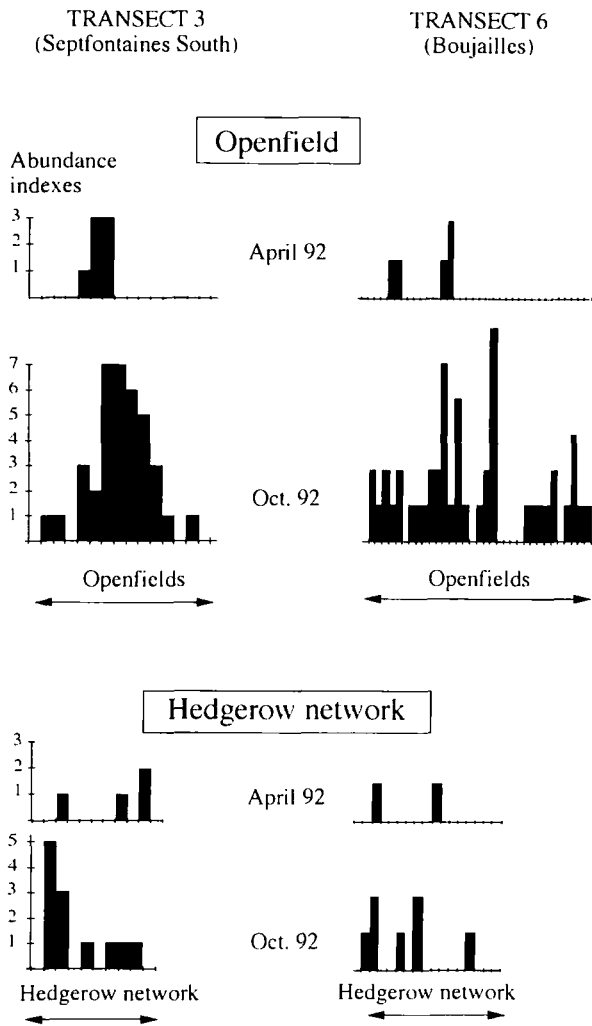 TRANSECT 3
(Septfontaines South)
TRANSECT 6
(Boujailles)
Openfield
Abundance
indexes
3
2
1
April 92
7
6
5
4
3
2
1
Oct. 92
Openfields
Openfields
Hedgerow network
3
2
1
April 92
5
4
3
2
1
Oct. 92
Hedgerow network
Hedgerow network